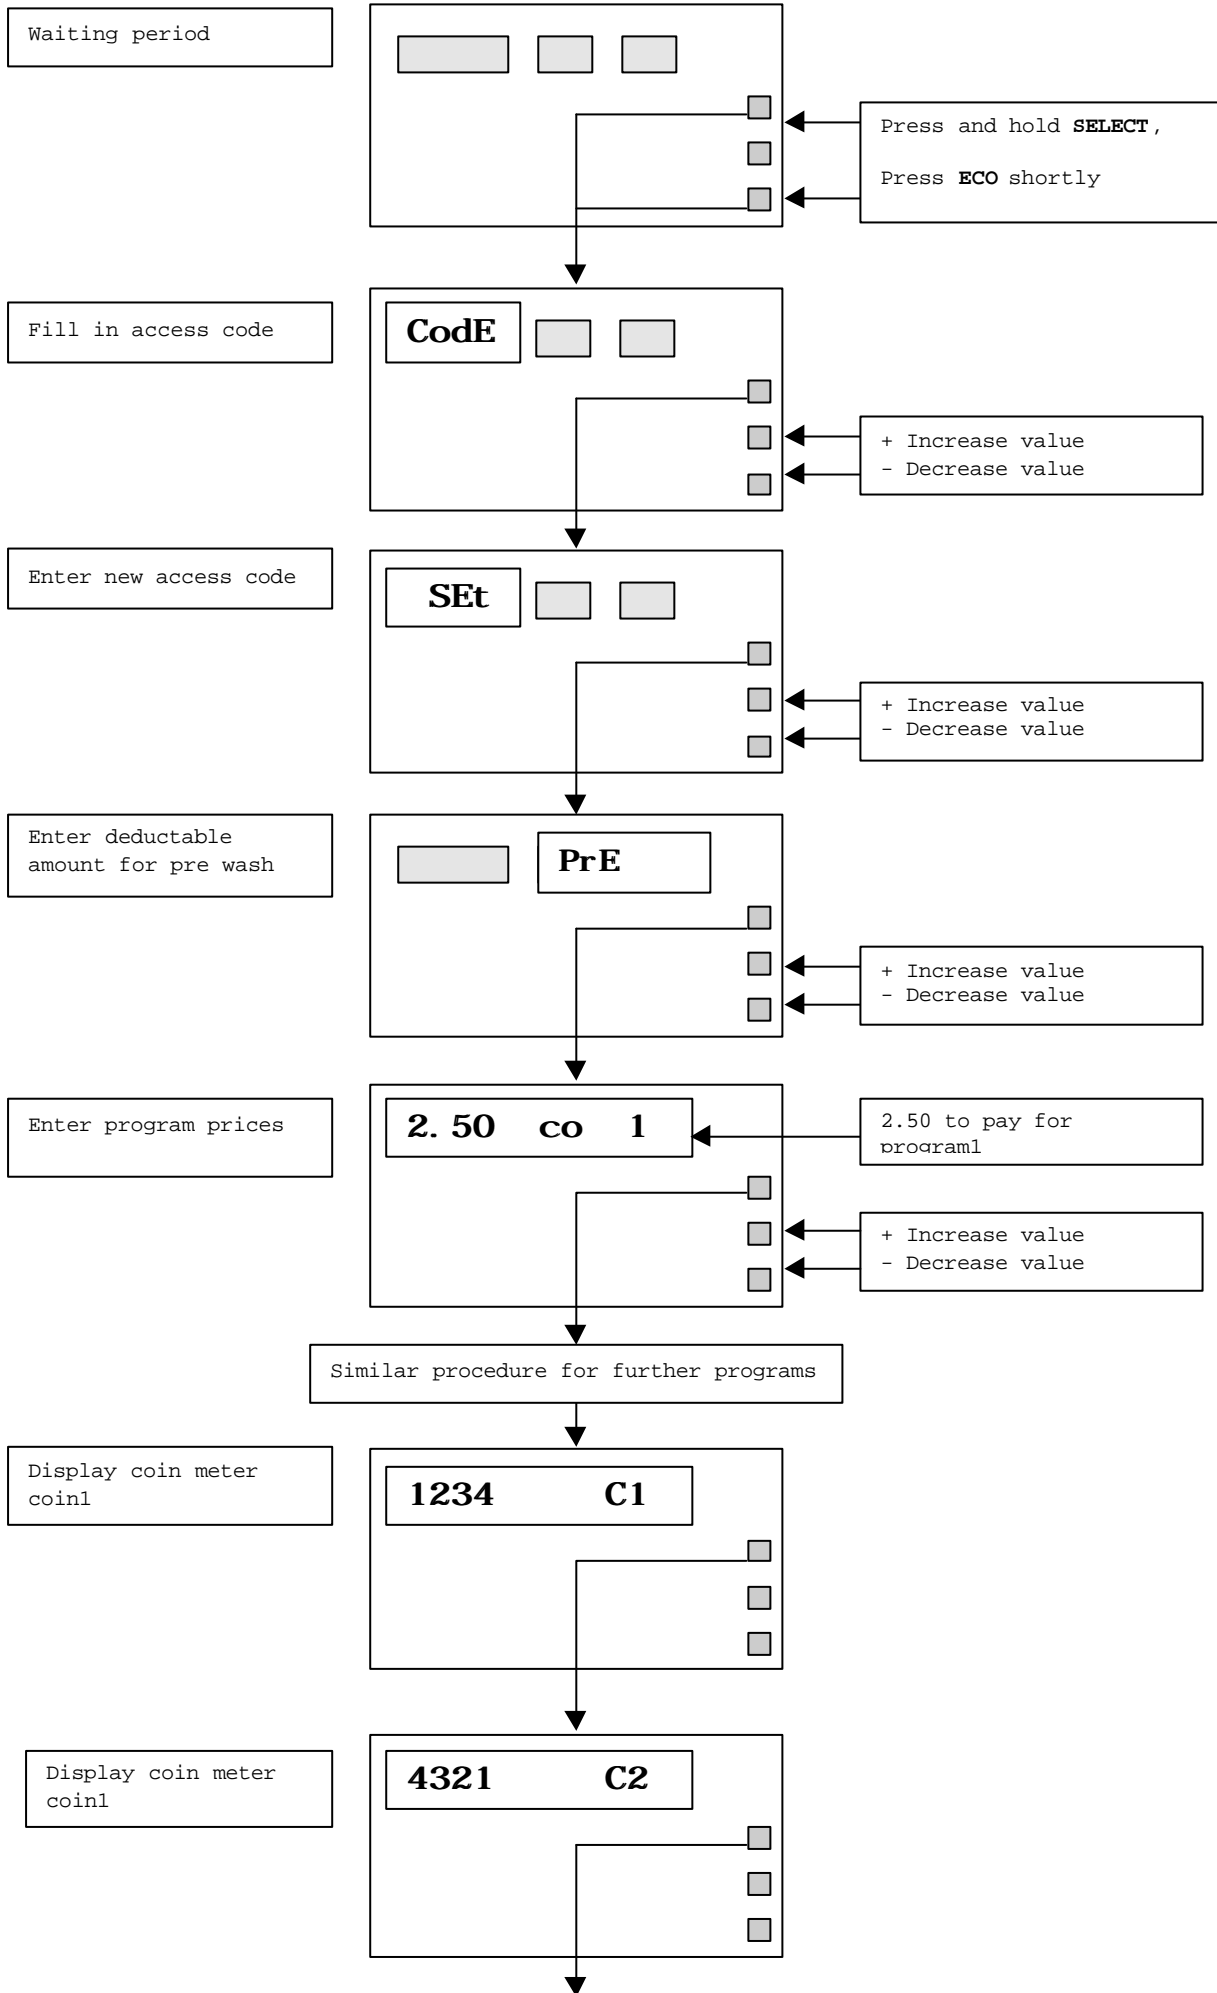 Waiting period
Press and hold SELECT,
Press ECO shortly
Fill in access code
CodE
+ Increase value
- Decrease value
Enter new access code
SEt
+ Increase value
- Decrease value
Enter deductable
amount for pre wash
PrE
+ Increase value
- Decrease value
Enter program prices
2.50 co 1
2.50 to pay for
program1
+ Increase value
- Decrease value
Similar procedure for further programs
Display coin meter
coin1
1234 C1
Display coin meter
coin1
4321 C2